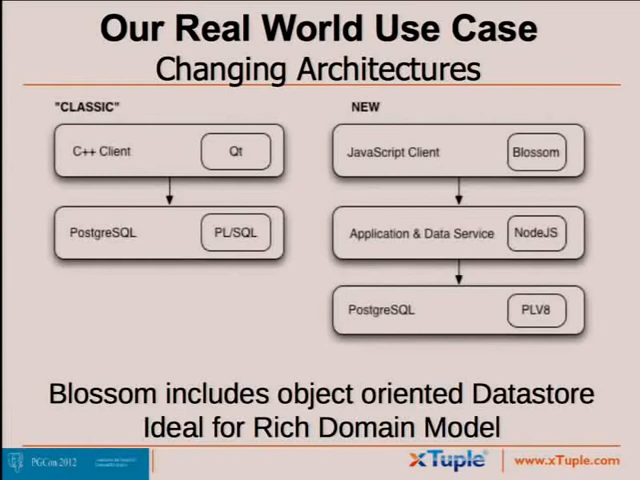 Our Real World Use Case
Changing Architectures
"CLASSIC"
C++ Client
Qt
PostgreSQL
PL/SQL
NEW
JavaScript Client
Blossom
Application & Data Service
NodeJS
PostgreSQL
PLV8
Blossom includes object oriented Datastore
Ideal for Rich Domain Model
PGCon 2012
xTuple
www.xTuple.com